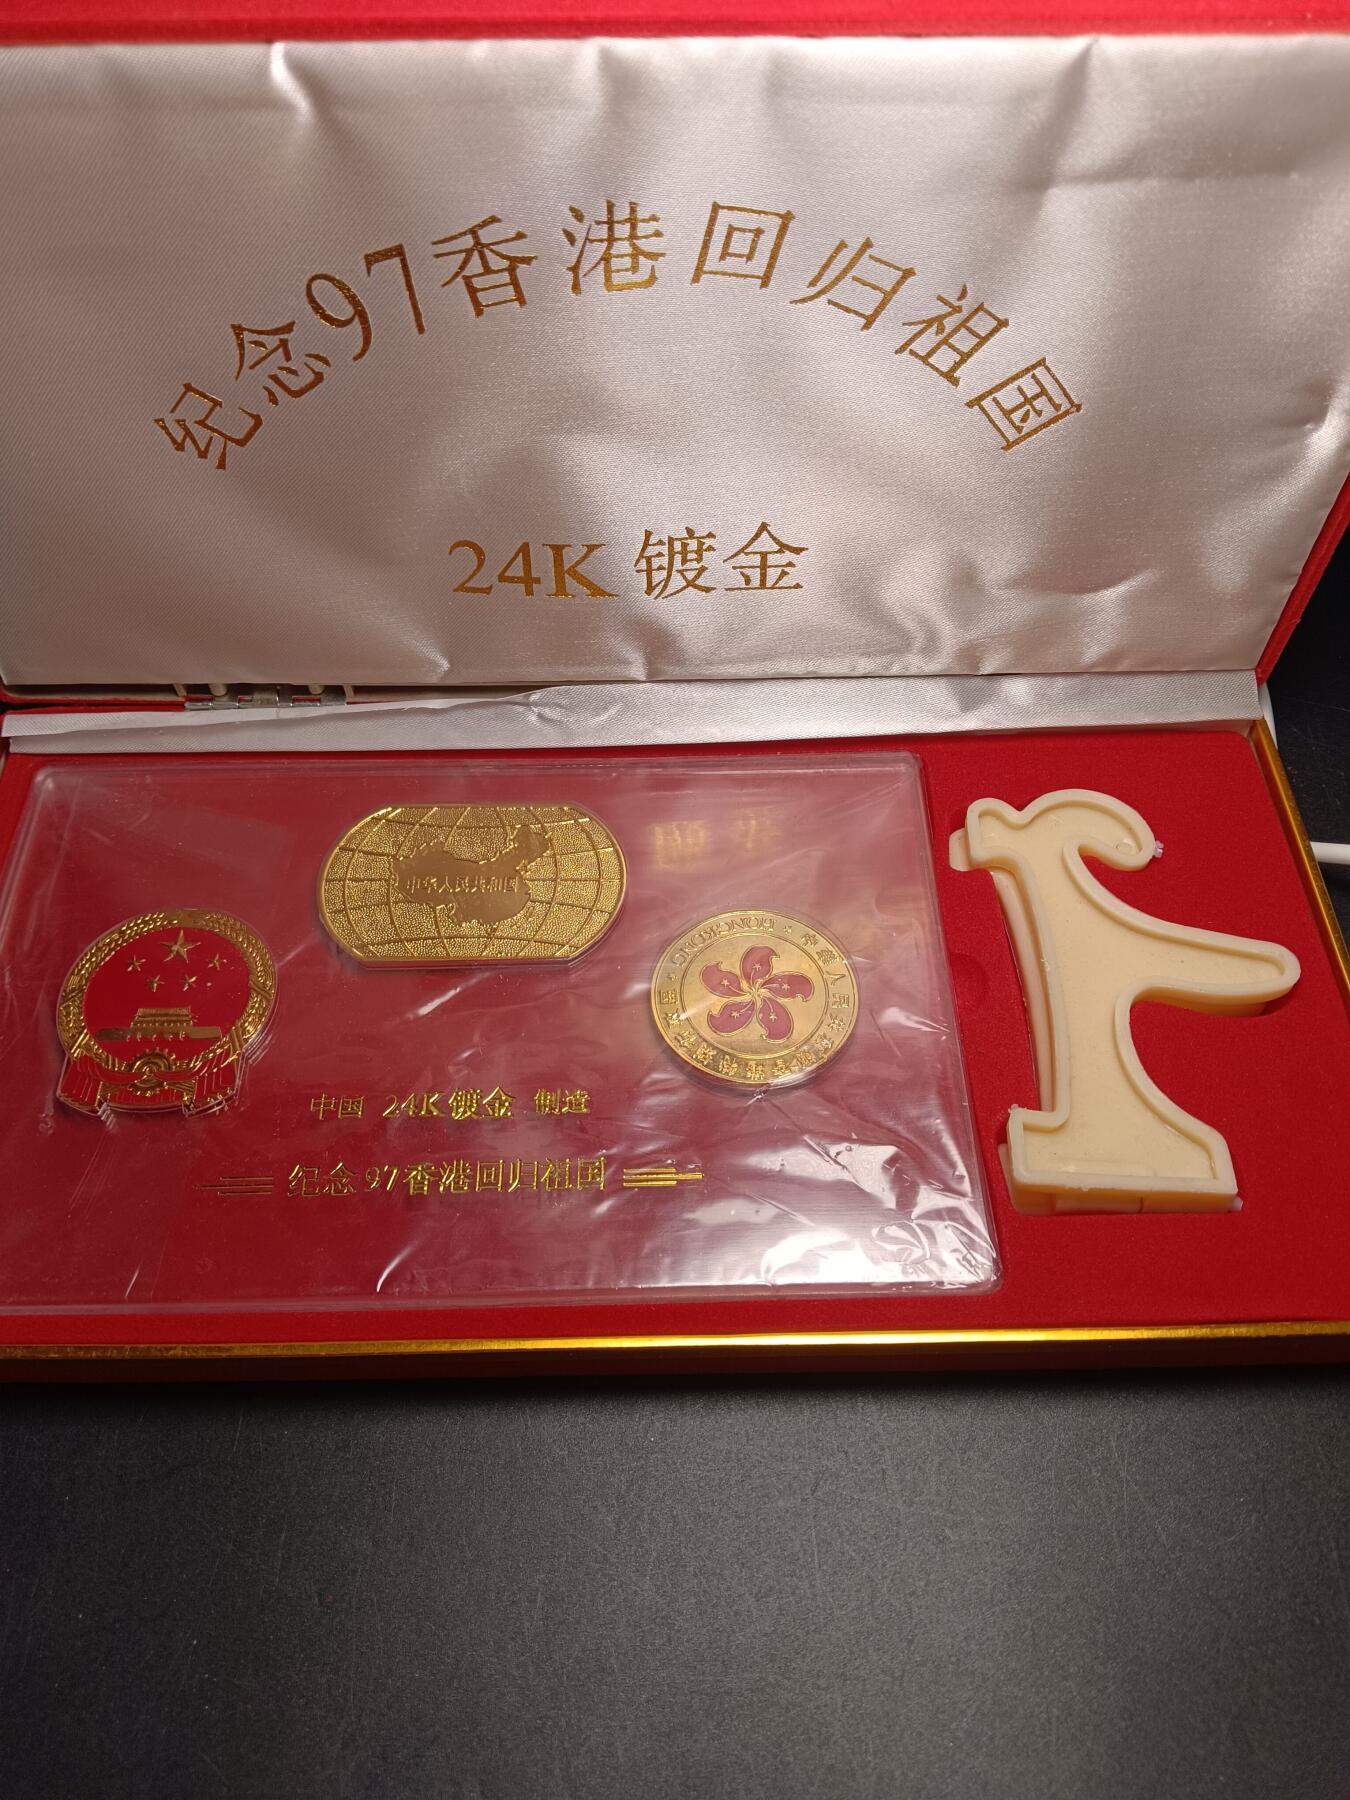 纪念97香港回归祖国
24K 镀金
中华人民共和国
HONG KONG
中国 24K镀金 制造
纪念97香港回归祖国